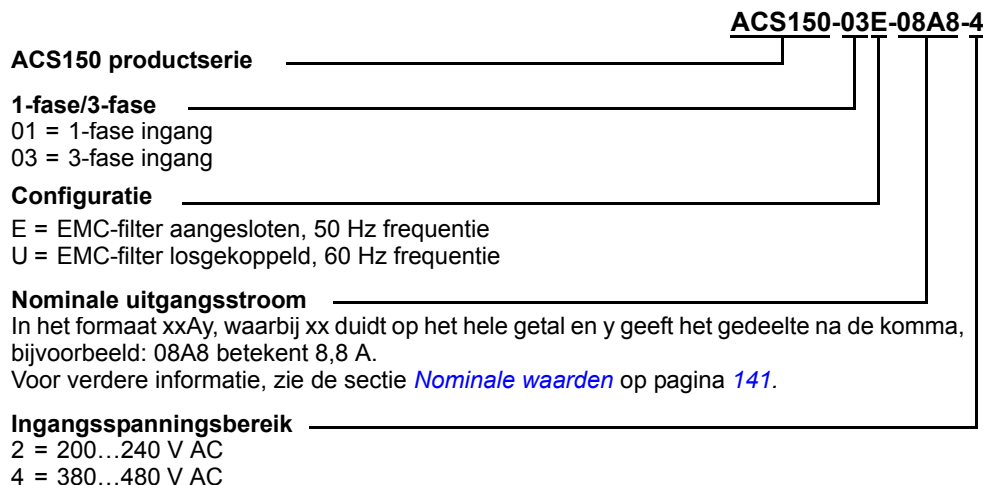 ACS150-03E-08A8-4
ACS150 productserie
1-fase/3-fase
01 = 1-fase ingang
03 = 3-fase ingang
Configuratie
E = EMC-filter aangesloten, 50 Hz frequentie
U = EMC-filter losgekoppeld, 60 Hz frequentie
Nominale uitgangsstroom
In het formaat xxAy, waarbij xx duidt op het hele getal en y geeft het gedeelte na de komma,
bijvoorbeeld: 08A8 betekent 8,8 A.
Voor verdere informatie, zie de sectie Nominale waarden op pagina 141.
Ingangsspanningsbereik
2 = 200…240 V AC
4 = 380…480 V AC